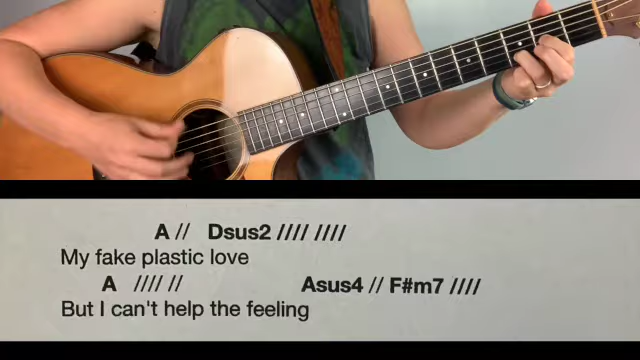 A // Dsus2 //// ////
My fake plastic love
A //// // Asus4 // F#m7 ////
But I can't help the feeling